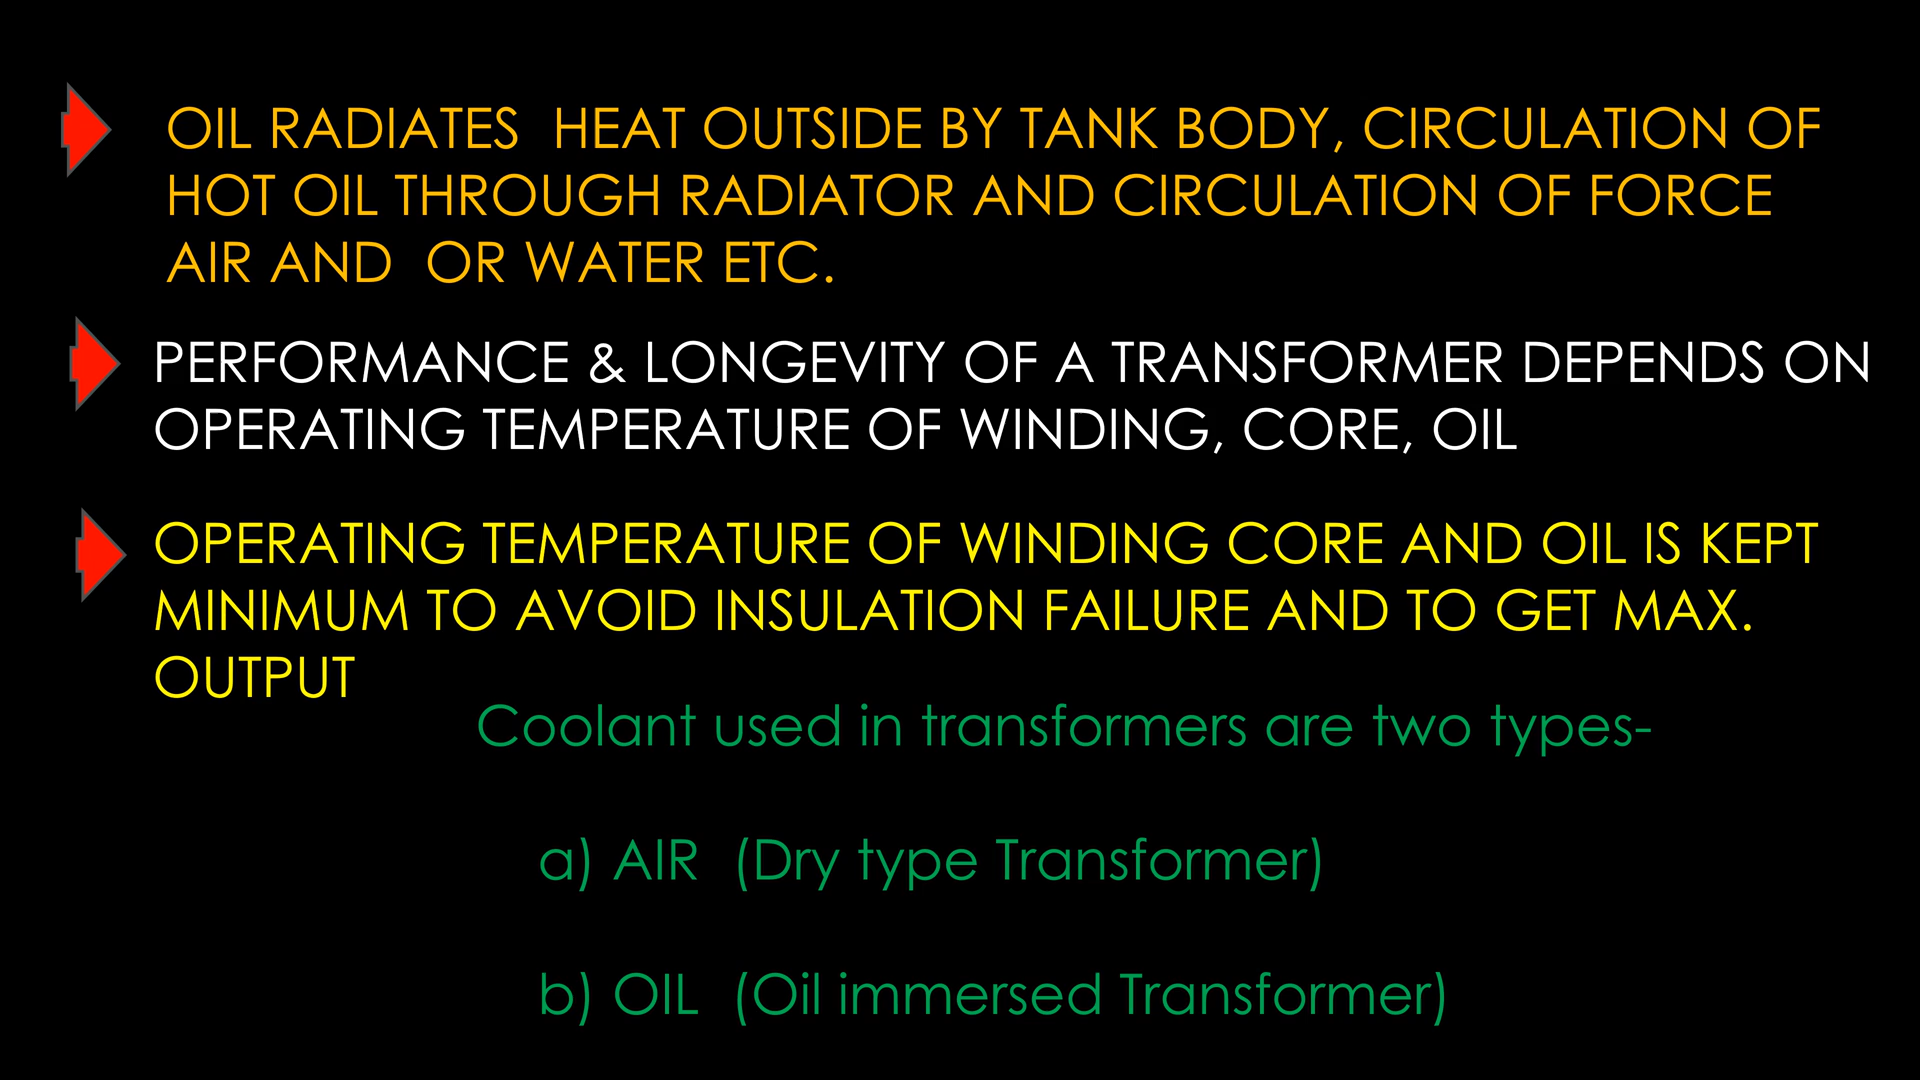 OIL RADIATES  HEAT OUTSIDE BY TANK BODY, CIRCULATION OF
HOT OIL THROUGH RADIATOR AND CIRCULATION OF FORCE
AIR AND  OR WATER ETC.
PERFORMANCE & LONGEVITY OF A TRANSFORMER DEPENDS ON
OPERATING TEMPERATURE OF WINDING, CORE, OIL
OPERATING TEMPERATURE OF WINDING CORE AND OIL IS KEPT
MINIMUM TO AVOID INSULATION FAILURE AND TO GET MAX.
OUTPUT
Coolant used in transformers are two types-
a) AIR  (Dry type Transformer)
b) OIL  (Oil immersed Transformer)